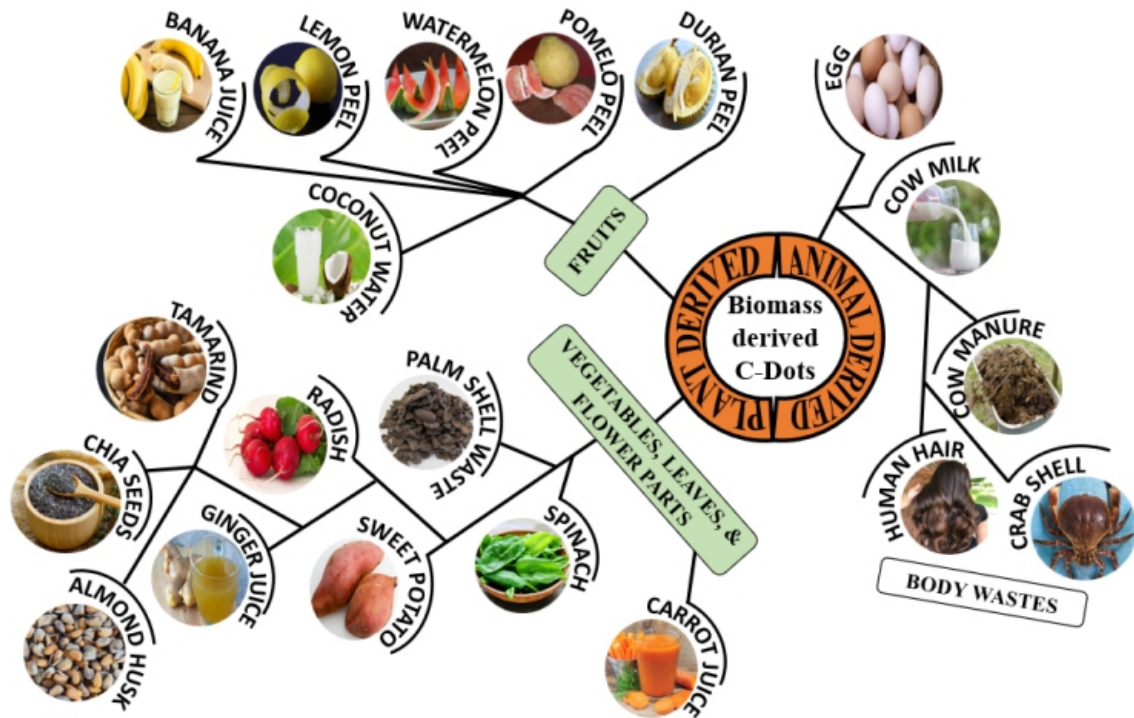 BANANA JUICE
LEMON PEEL
WATERMELON PEEL
POMELO PEEL
DURIAN PEEL
COCONUT WATER
FRUITS
EGG
COW MILK
COW MANURE
HUMAN HAIR
CRAB SHELL
BODY WASTES
PLANT DERIVED
ANIMAL DERIVED
Biomass
derived
C-Dots
VEGETABLES, LEAVES, &
FLOWER PARTS
TAMARIND
CHIA SEEDS
ALMOND HUSK
RADISH
GINGER JUICE
PALM SHELL WASTE
SWEET POTATO
SPINACH
CARROT JUICE